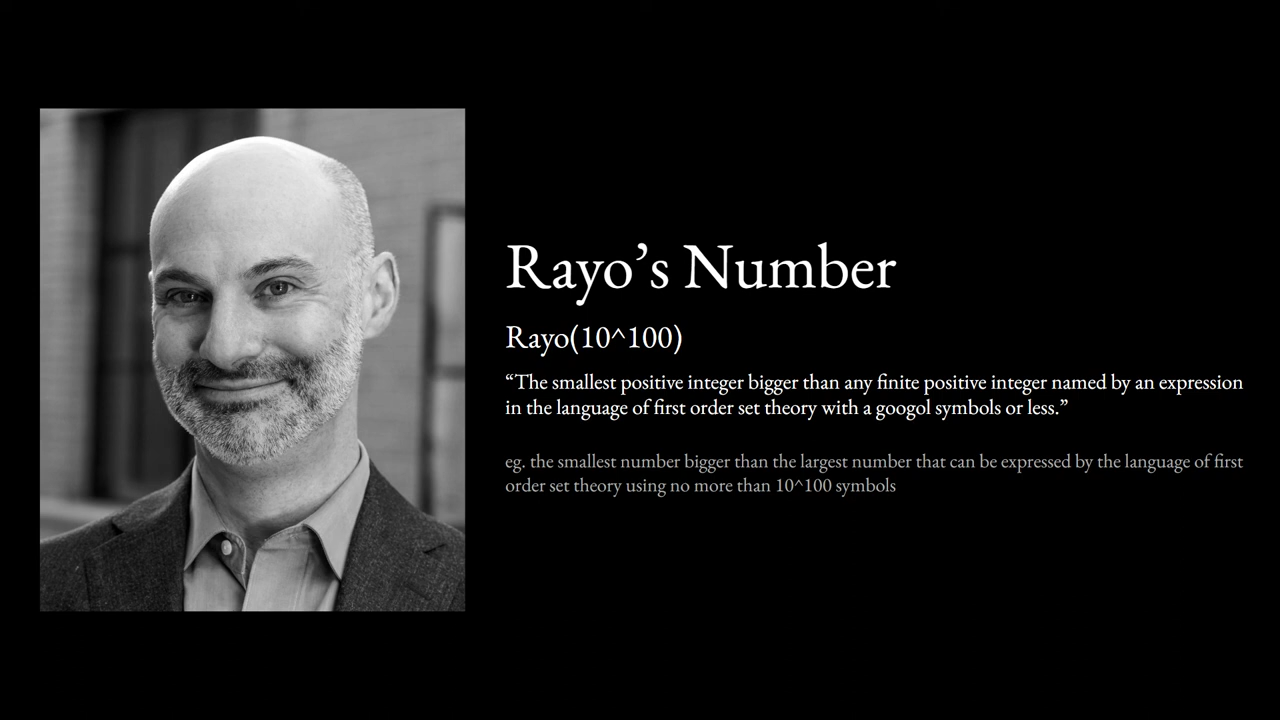 Rayo’s Number
Rayo(10^100)
“The smallest positive integer bigger than any finite positive integer named by an expression
in the language of first order set theory with a googol symbols or less.”
eg. the smallest number bigger than the largest number that can be expressed by the language of first
order set theory using no more than 10^100 symbols